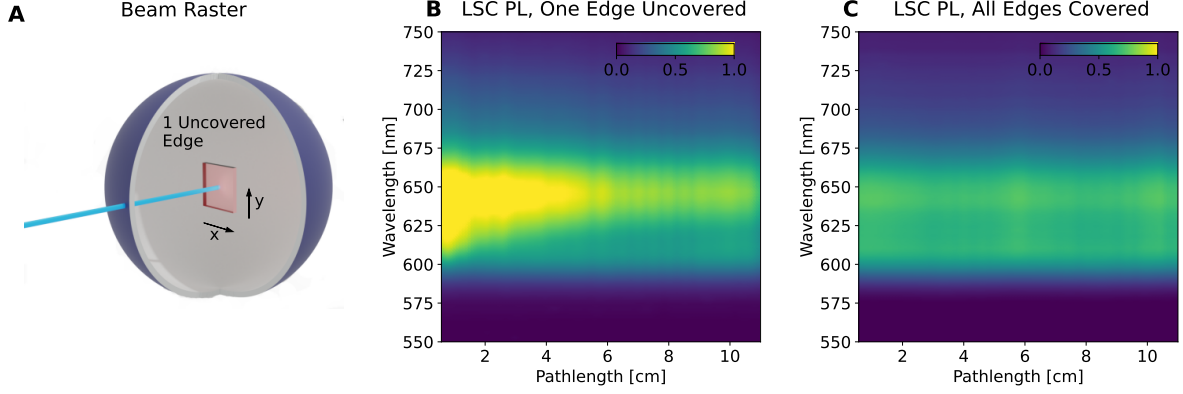 A
Beam Raster
1 Uncovered
Edge
x
y
B
LSC PL, One Edge Uncovered
0.0 0.5 1.0
Wavelength [nm]
750
725
700
675
650
625
600
575
550
2 4 6 8 10
Pathlength [cm]
C
LSC PL, All Edges Covered
0.0 0.5 1.0
Wavelength [nm]
750
725
700
675
650
625
600
575
550
2 4 6 8 10
Pathlength [cm]